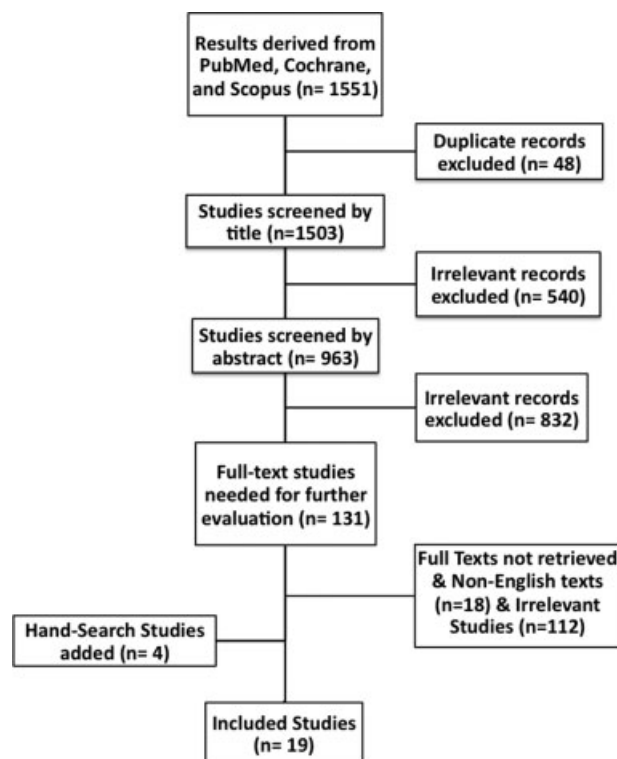 Results derived from
PubMed, Cochrane,
and Scopus (n= 1551)
Duplicate records
excluded (n= 48)
Studies screened by
title (n=1503)
Irrelevant records
excluded (n= 540)
Studies screened by
abstract (n= 963)
Irrelevant records
excluded (n= 832)
Full-text studies
needed for further
evaluation (n= 131)
Full Texts not retrieved
& Non-English texts
(n=18) & Irrelevant
Studies (n=112)
Hand-Search Studies
added (n= 4)
Included Studies
(n= 19)